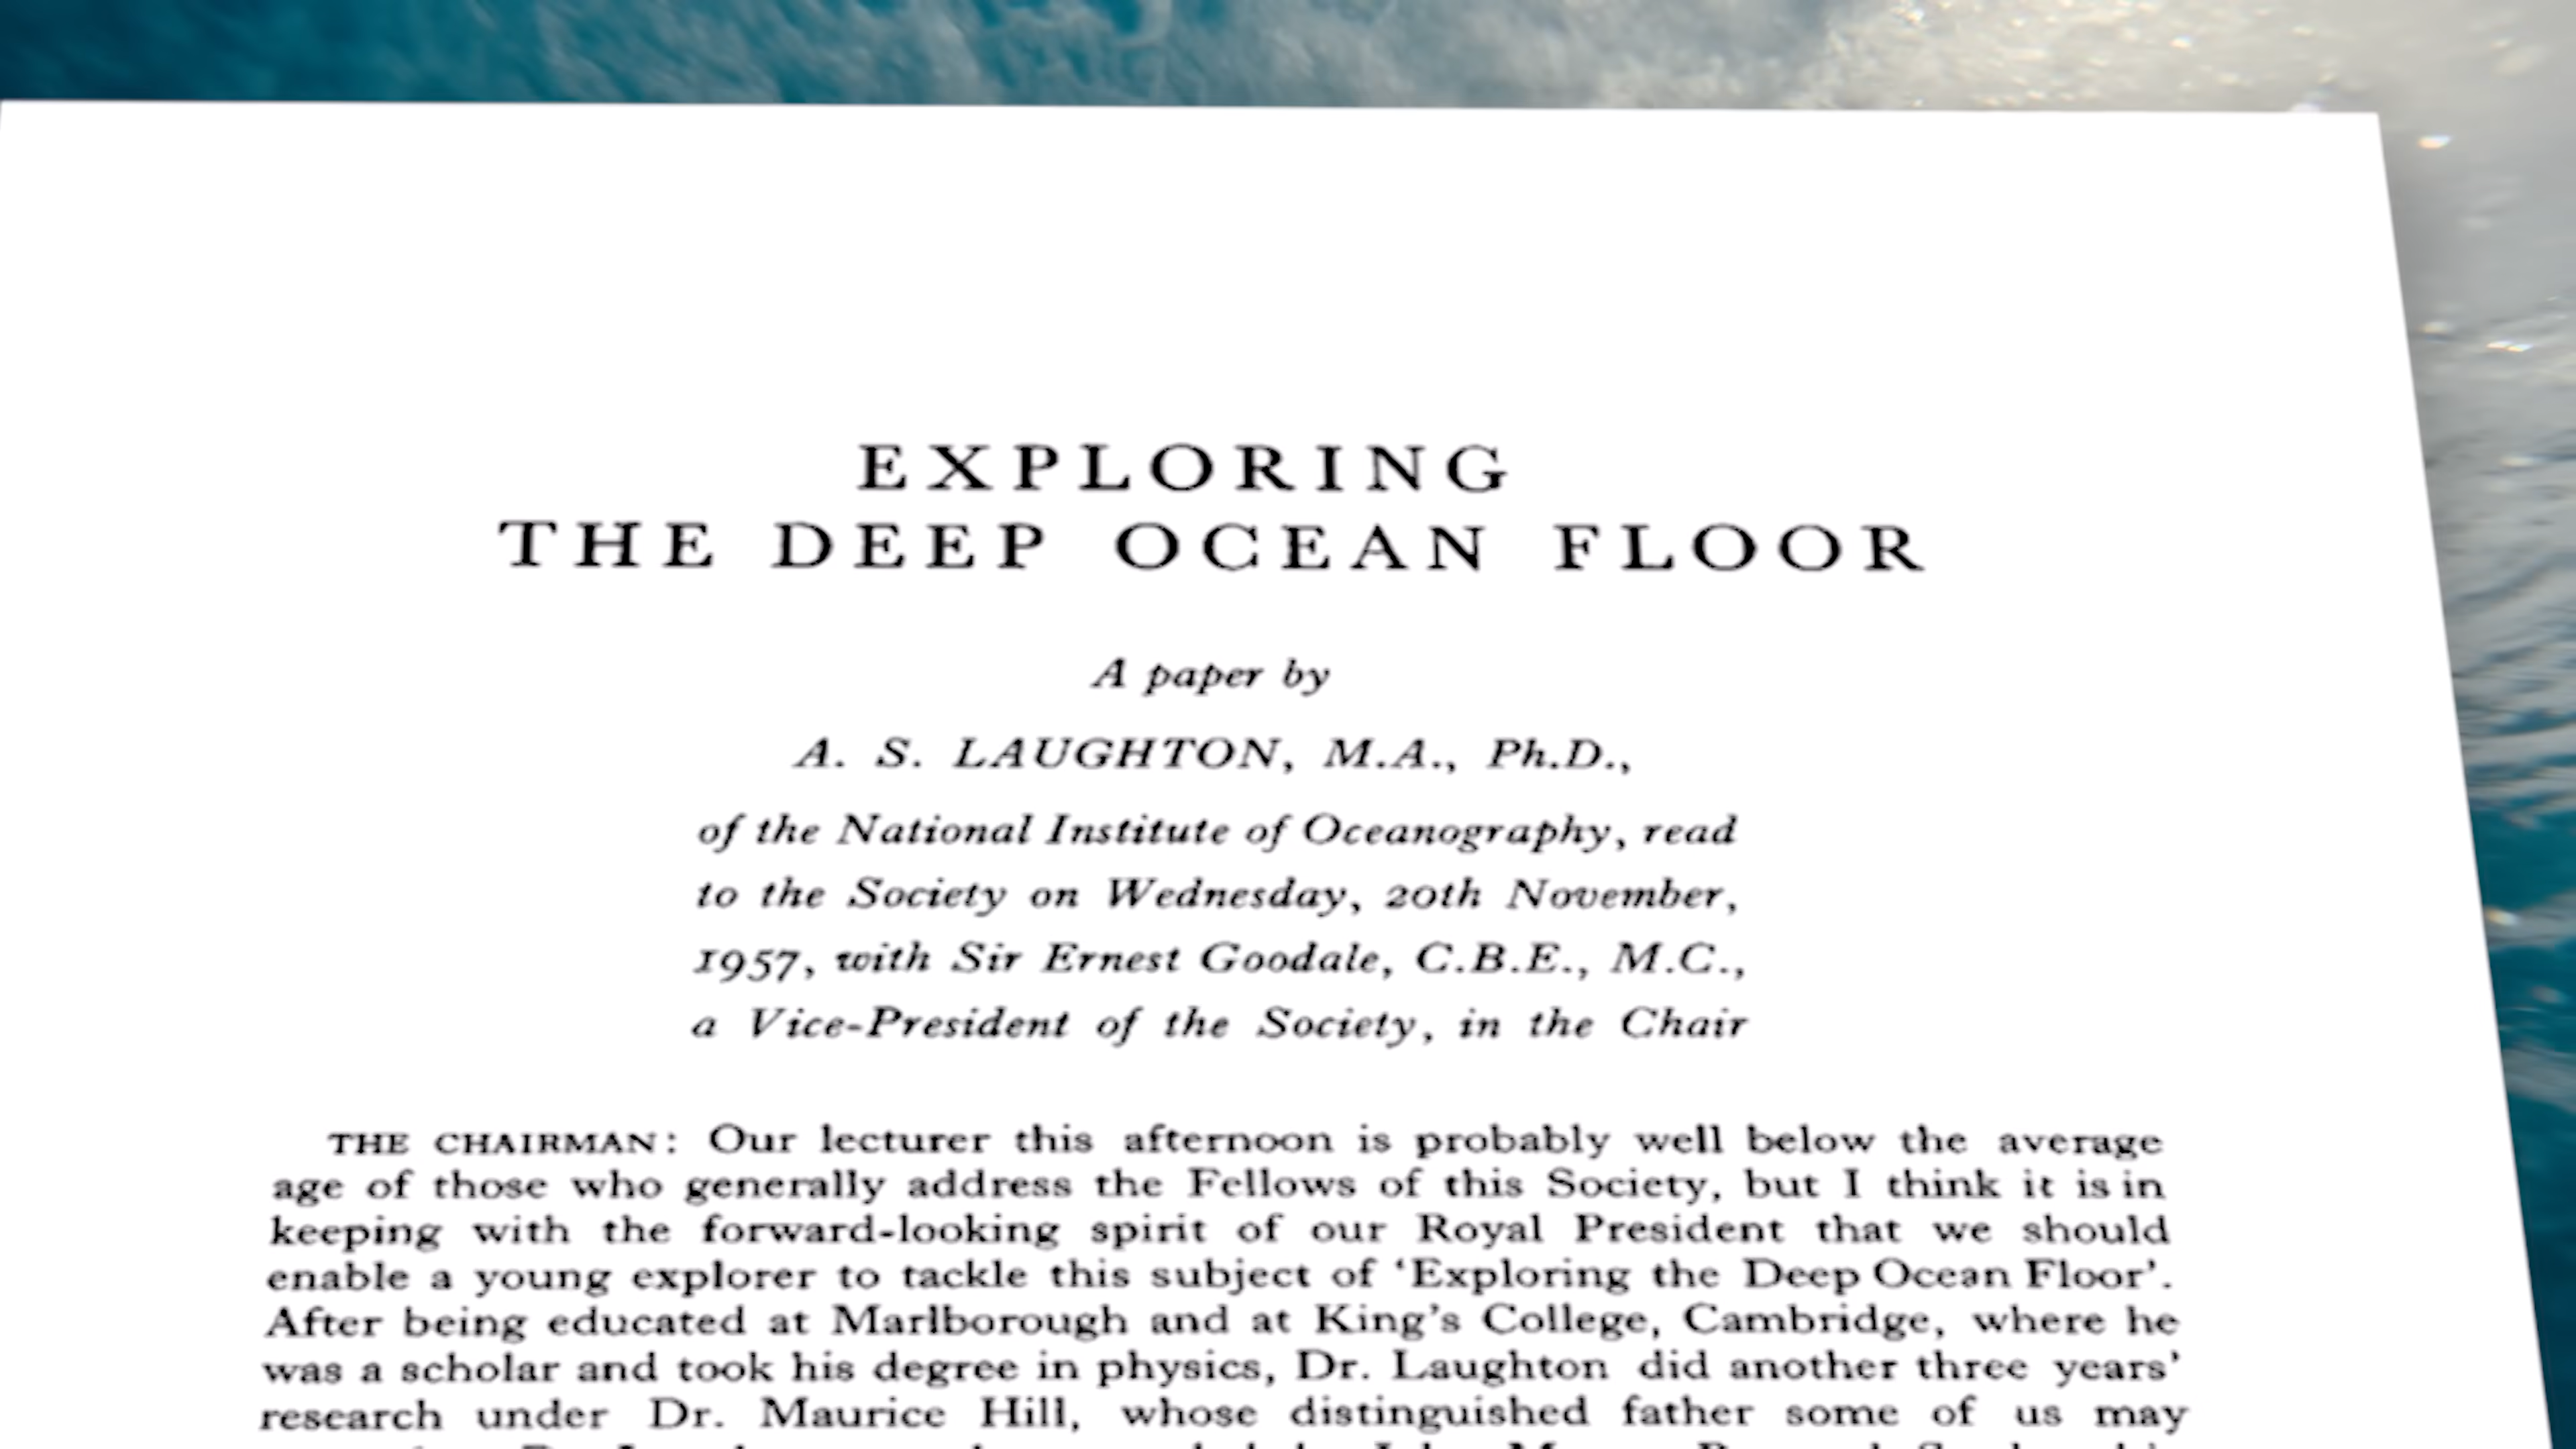 EXPLORING
THE DEEP OCEAN FLOOR
A paper by
A. S. LAUGHTON, M.A., Ph.D.,
of the National Institute of Oceanography, read
to the Society on Wednesday, 20th November,
1957, with Sir Ernest Goodale, C.B.E., M.C.,
a Vice-President of the Society, in the Chair
THE CHAIRMAN: Our lecturer this afternoon is probably well below the average
age of those who generally address the Fellows of this Society, but I think it is in
keeping with the forward-looking spirit of our Royal President that we should
enable a young explorer to tackle this subject of ‘Exploring the Deep Ocean Floor’.
After being educated at Marlborough and at King’s College, Cambridge, where he
was a scholar and took his degree in physics, Dr. Laughton did another three years’
research under Dr. Maurice Hill, whose distinguished father some of us may